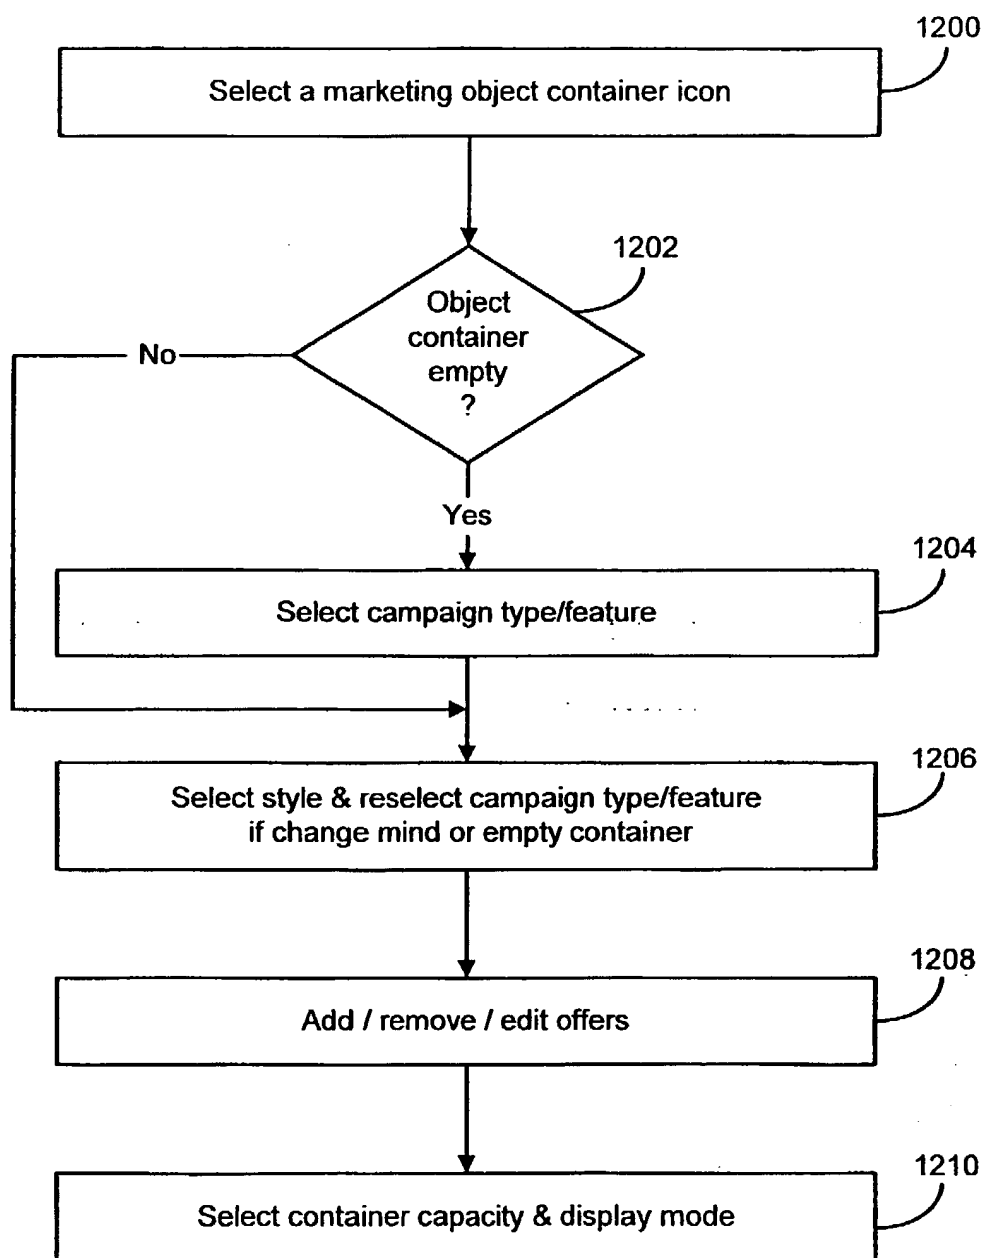 1200
Select a marketing object container icon
1202
Object
container
empty
?
No
Yes
1204
Select campaign type/feature
1206
Select style & reselect campaign type/feature
if change mind or empty container
1208
Add / remove / edit offers
1210
Select container capacity & display mode